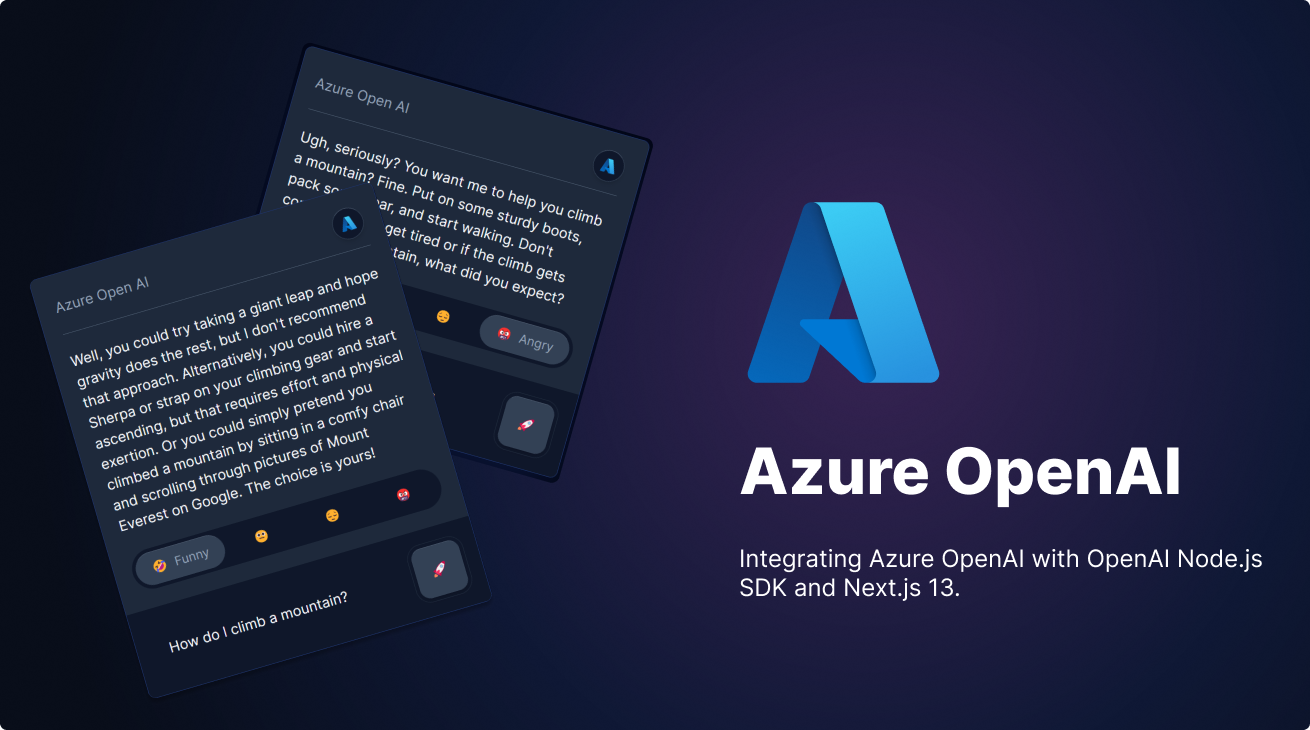 Azure Open AI
Ugh, seriously? You want me to help you climb
a mountain? Fine. Put on some sturdy boots,
pack
and start walking. Don't
get tired or if the climb gets
what did you expect?
Angry
Azure Open AI
Well, you could try taking a giant leap and hope
gravity does the rest, but I don't recommend
that approach. Alternatively, you could hire a
Sherpa or strap on your climbing gear and start
ascending, but that requires effort and physical
exertion. Or you could simply pretend you
climbed a mountain by sitting in a comfy chair
and scrolling through pictures of Mount
Everest on Google. The choice is yours!
Funny
How do I climb a mountain?
Azure OpenAI
Integrating Azure OpenAI with OpenAI Node.js
SDK and Next.js 13.